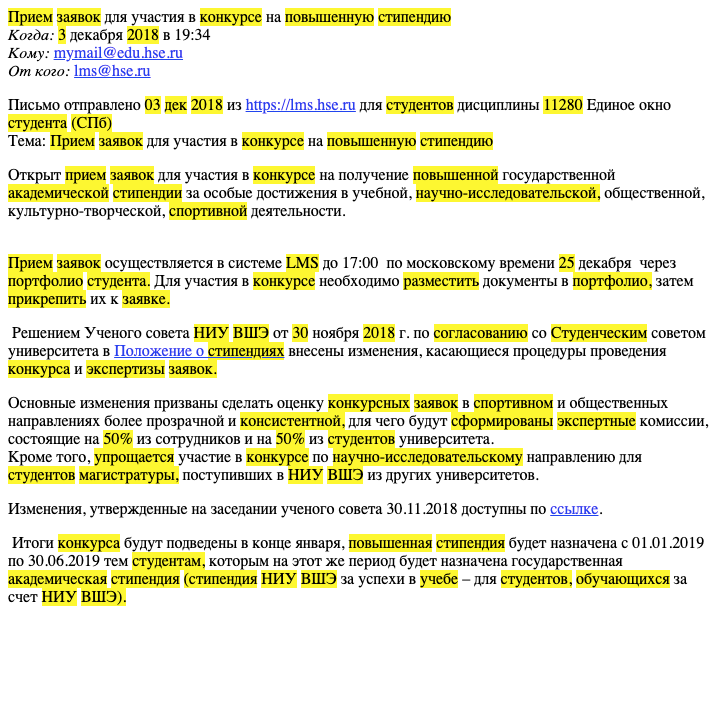 Прием заявок для участия в конкурсе на повышенную стипендию
Когда: 3 декабря 2018 в 19:34
Кому: mymail@edu.hse.ru
От кого: lms@hse.ru
Письмо отправлено 03 дек 2018 из https://lms.hse.ru для студентов дисциплины 11280 Единое окно
студента (СПб)
Тема: Прием заявок для участия в конкурсе на повышенную стипендию
Открыт прием заявок для участия в конкурсе на получение повышенной государственной
академической стипендии за особые достижения в учебной, научно-исследовательской, общественной,
культурно-творческой, спортивной деятельности.
Прием заявок осуществляется в системе LMS до 17:00 по московскому времени 25 декабря через
портфолио студента. Для участия в конкурсе необходимо разместить документы в портфолио, затем
прикрепить их к заявке.
Решением Ученого совета НИУ ВШЭ от 30 ноября 2018 г. по согласованию со Студенческим советом
университета в Положение о стипендиях внесены изменения, касающиеся процедуры проведения
конкурса и экспертизы заявок.
Основные изменения призваны сделать оценку конкурсных заявок в спортивном и общественных
направлениях более прозрачной и консистентной, для чего будут сформированы экспертные комиссии,
состоящие на 50% из сотрудников и на 50% из студентов университета.
Кроме того, упрощается участие в конкурсе по научно-исследовательскому направлению для
студентов магистратуры, поступивших в НИУ ВШЭ из других университетов.
Изменения, утвержденные на заседании ученого совета 30.11.2018 доступны по ссылке.
Итоги конкурса будут подведены в конце января, повышенная стипендия будет назначена с 01.01.2019
по 30.06.2019 тем студентам, которым на этот же период будет назначена государственная
академическая стипендия (стипендия НИУ ВШЭ за успехи в учебе – для студентов, обучающихся за
счет НИУ ВШЭ).